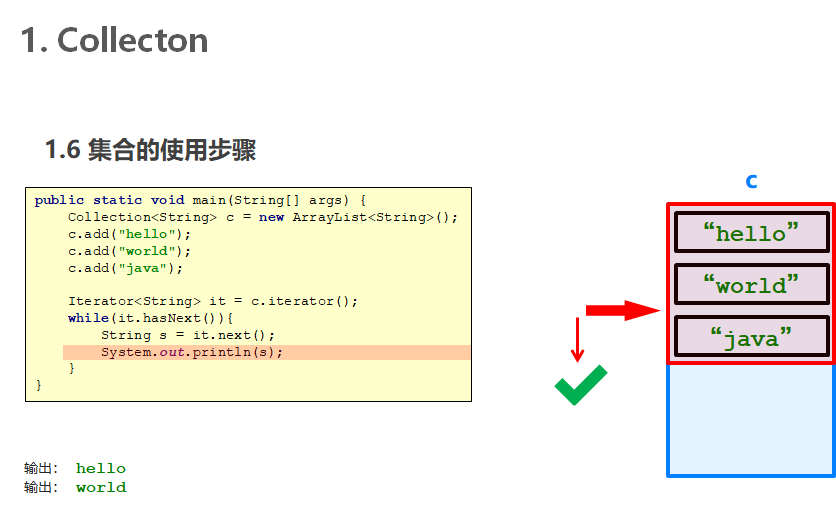 1. Collecton
1.6 集合的使用步骤
public static void main(String[] args) {
Collection<String> c = new ArrayList<String>();
c.add("hello");
c.add("world");
c.add("java");
Iterator<String> it = c.iterator();
while(it.hasNext()){
String s = it.next();
System.out.println(s);
}
}
c
“hello”
“world”
“java”
输出： hello
输出： world